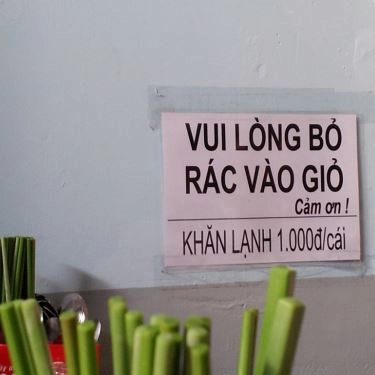 VUI LÒNG BỎ
RÁC VÀO GIỎ
Cảm ơn !
KHĂN LẠNH 1.000đ/cái